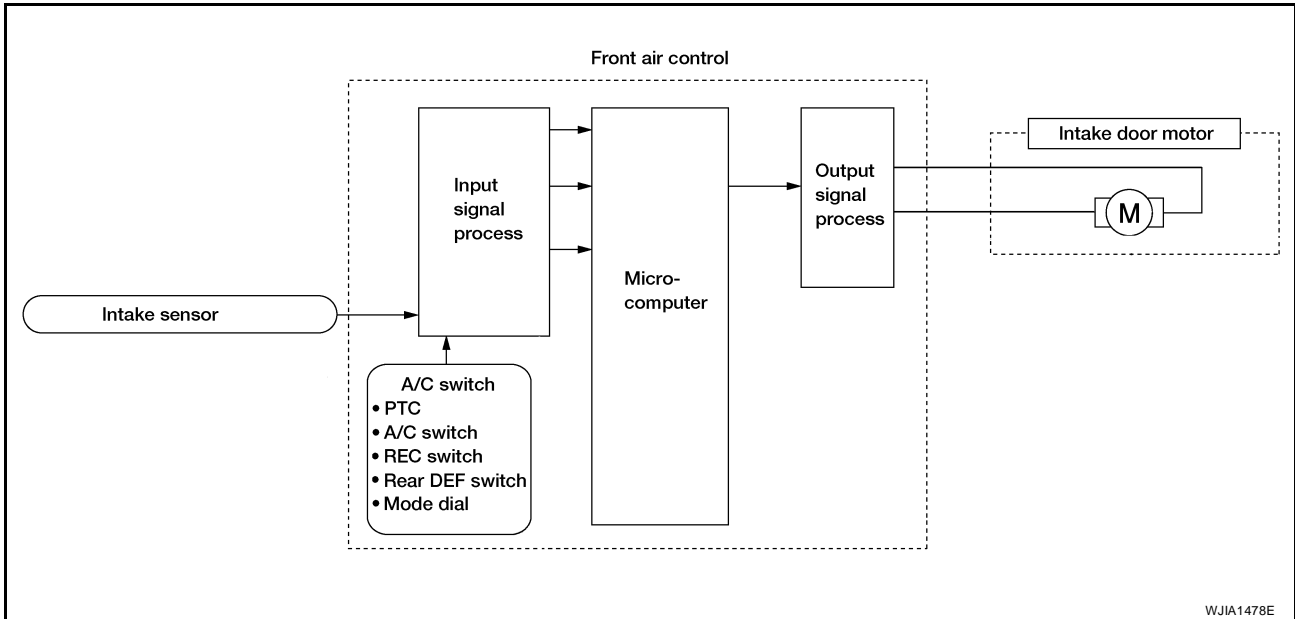 Front air control
Input
signal
process
Micro-
computer
Output
signal
process
Intake door motor
M
Intake sensor
A/C switch
• PTC
• A/C switch
• REC switch
• Rear DEF switch
• Mode dial
WJIA1478E